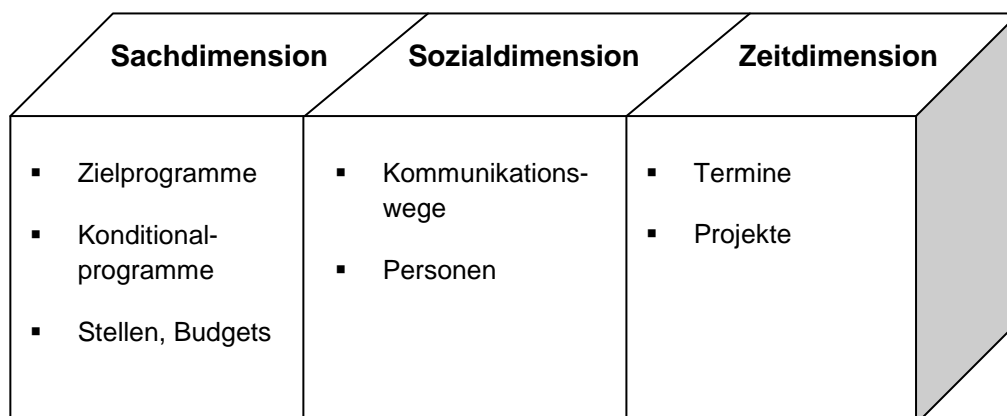 Sachdimension
Sozialdimension
Zeitdimension
▪ Zielprogramme
▪ Konditional-
programme
▪ Stellen, Budgets
▪ Kommunikations-
wege
▪ Personen
▪ Termine
▪ Projekte